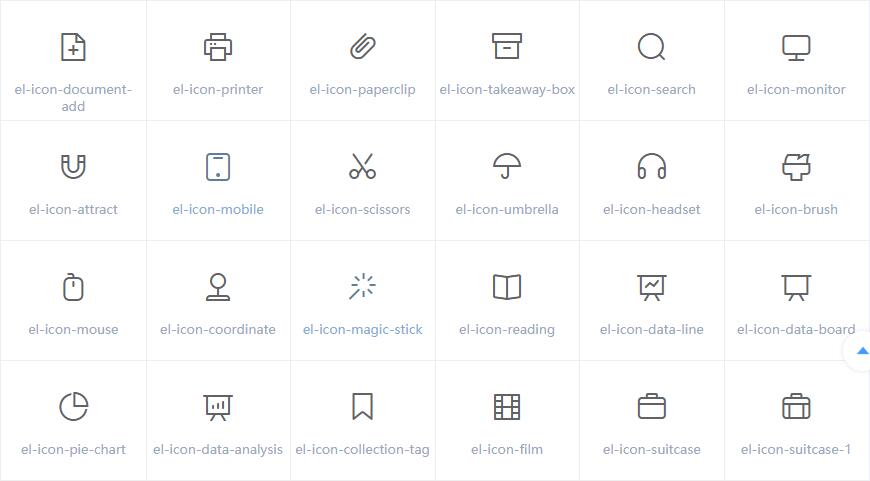 el-icon-document-
add
el-icon-printer
el-icon-paperclip
el-icon-takeaway-box
el-icon-search
el-icon-monitor
el-icon-attract
el-icon-mobile
el-icon-scissors
el-icon-umbrella
el-icon-headset
el-icon-brush
el-icon-mouse
el-icon-coordinate
el-icon-magic-stick
el-icon-reading
el-icon-data-line
el-icon-data-board
el-icon-pie-chart
el-icon-data-analysis
el-icon-collection-tag
el-icon-film
el-icon-suitcase
el-icon-suitcase-1